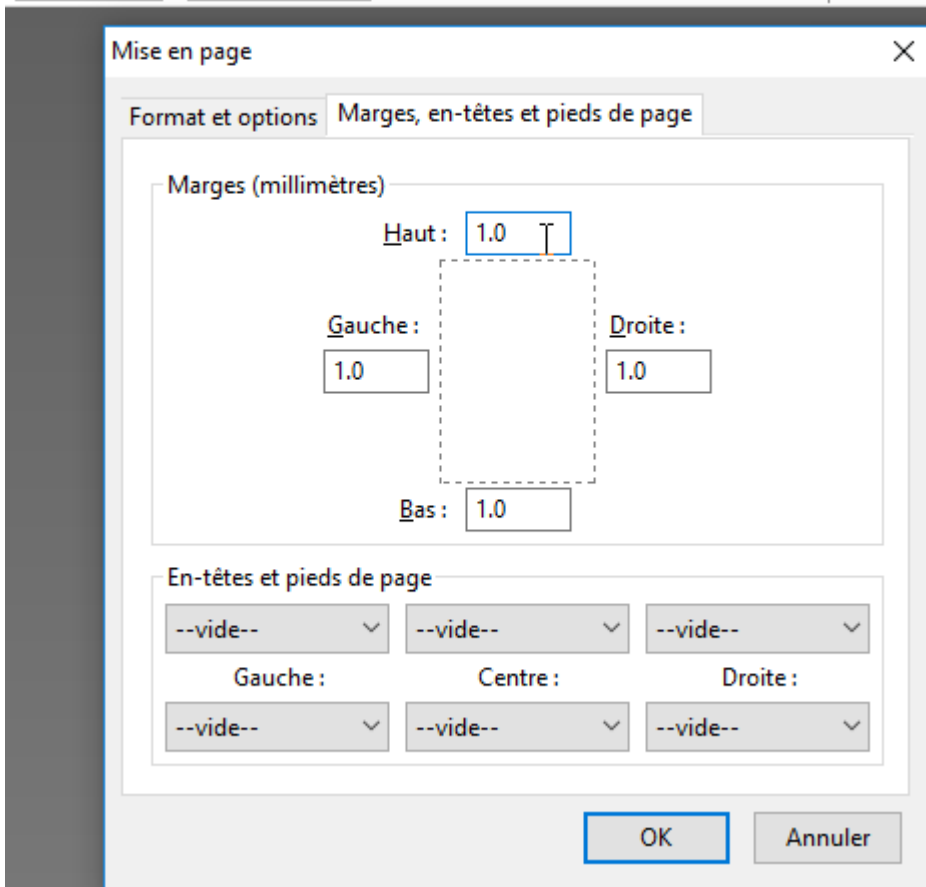 Mise en page
Format et options Marges, en-têtes et pieds de page
Marges (millimètres)
Haut : 1.0
Gauche : Droite :
1.0 1.0
Bas : 1.0
En-têtes et pieds de page
--vide-- --vide-- --vide--
Gauche : Centre : Droite :
--vide-- --vide-- --vide--
OK Annuler